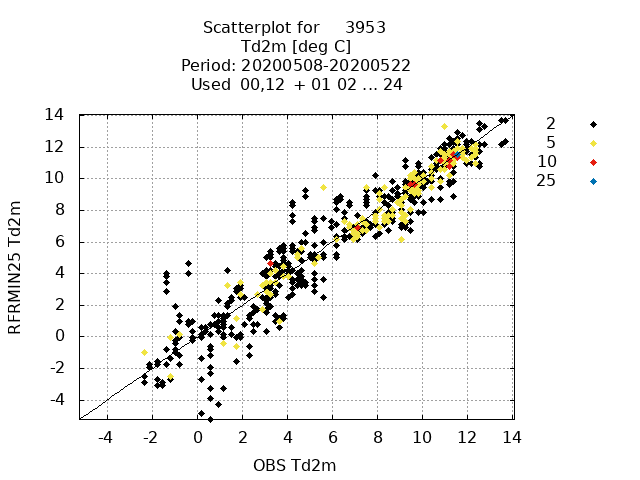 Scatterplot for 3953
Td2m [deg C]
Period: 20200508-20200522
Used 00,12 + 01 02 ... 24
14
12
10
8
6
4
2
0
-2
-4
RFRMIN25 Td2m
-4 -2 0 2 4 6 8 10 12 14
OBS Td2m
2
5
10
25